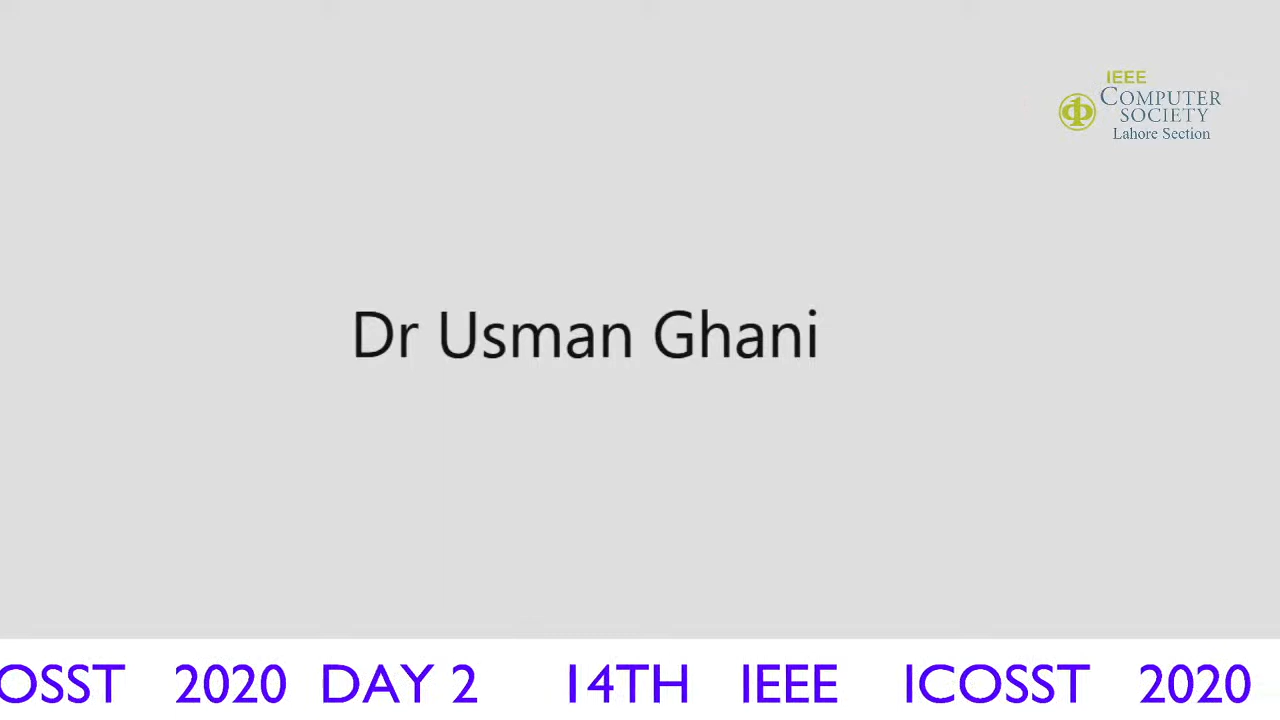 IEEE
COMPUTER
SOCIETY
Lahore Section
Dr Usman Ghani
OSST 2020 DAY 2 14TH IEEE ICOSST 2020